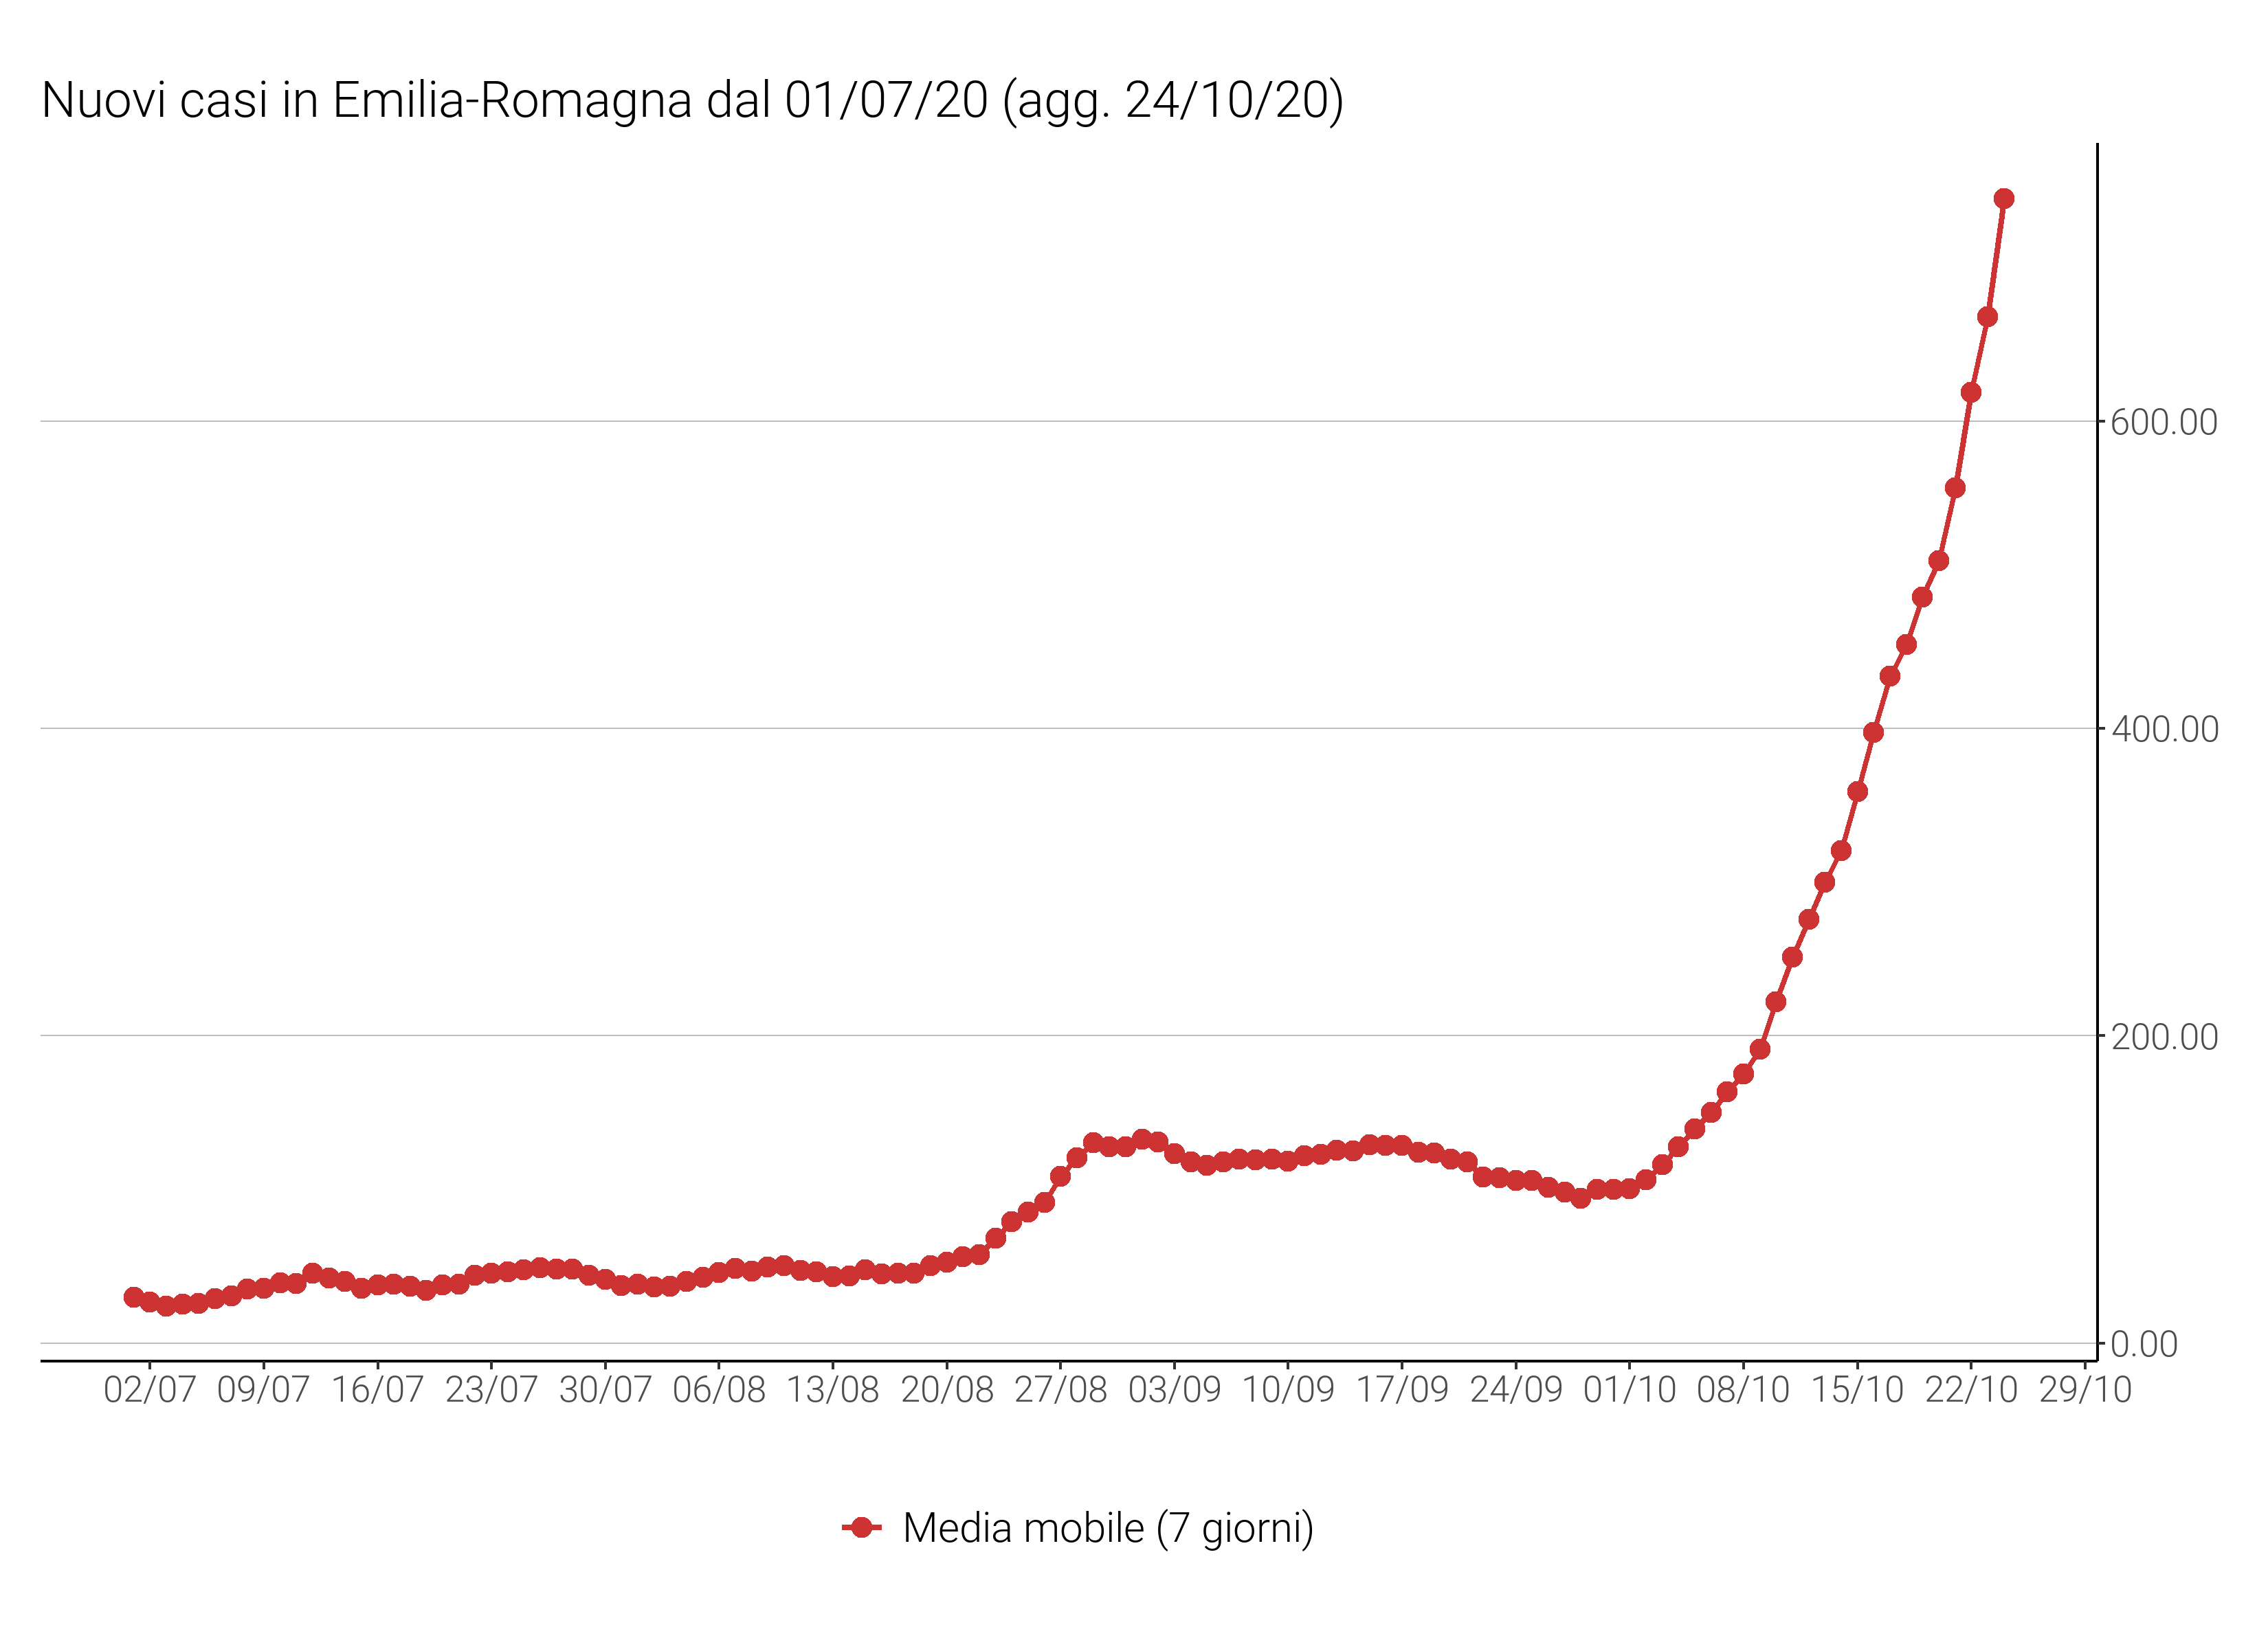 Nuovi casi in Emilia-Romagna dal 01/07/20 (agg. 24/10/20)
600.00
400.00
200.00
0.00
02/07 09/07 16/07 23/07 30/07 06/08 13/08 20/08 27/08 03/09 10/09 17/09 24/09 01/10 08/10 15/10 22/10 29/10
Media mobile (7 giorni)